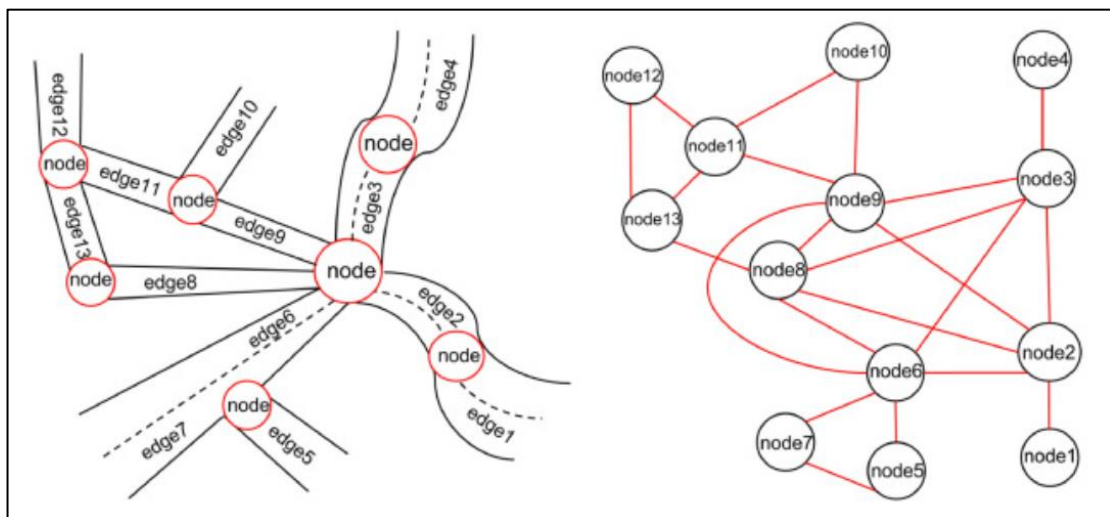 edge12
edge10
edge4
node
node
edge11
node
edge3
edge13
edge9
node
edge8
node
edge2
edge6
node
node
edge7
edge5
edge1
node12
node10
node4
node11
node3
node13
node9
node8
node2
node6
node7
node5
node1